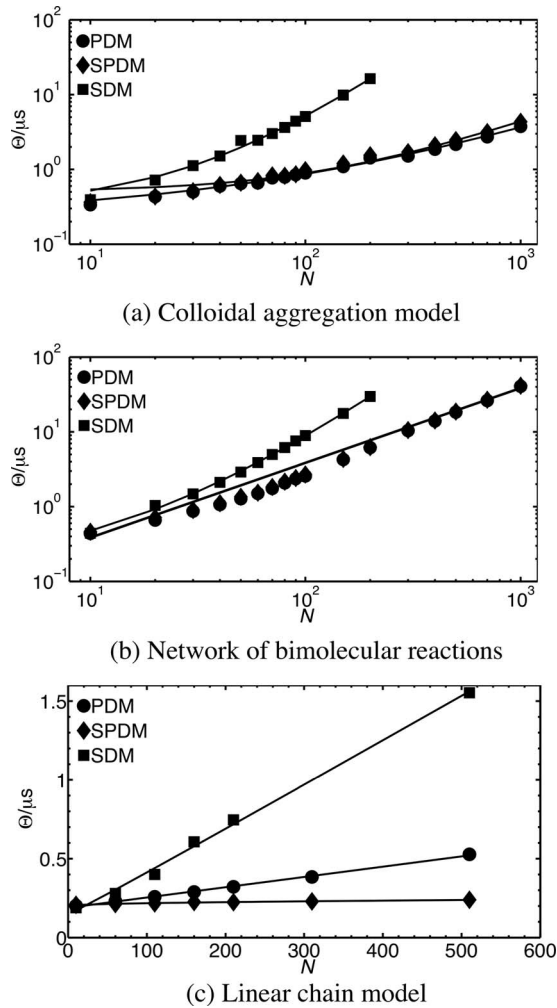 10²
PDM
SPDM
SDM
10¹
Θ/µs
10⁰
10⁻¹
10¹ 10² 10³
N
(a) Colloidal aggregation model
10²
PDM
SPDM
SDM
10¹
Θ/µs
10⁰
10⁻¹
10¹ 10² 10³
N
(b) Network of bimolecular reactions
1.5
PDM
SPDM
SDM
1
Θ/µs
0.5
0
0 100 200 300 400 500 600
N
(c) Linear chain model